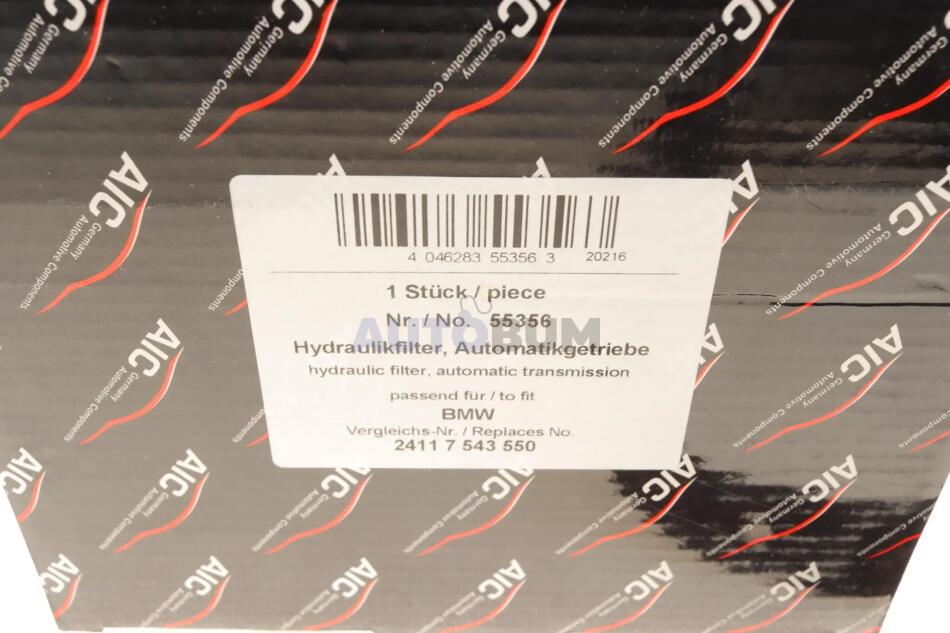 AIC
Germany
Automotive Components
4 046283 55356 3 20216
1 Stück / piece
Nr. / No. 55356
AUTOBUM
Hydraulikfilter, Automatikgetriebe
hydraulic filter, automatic transmission
passend für / to fit
BMW
Vergleichs-Nr. / Replaces No.
2411 7 543 550